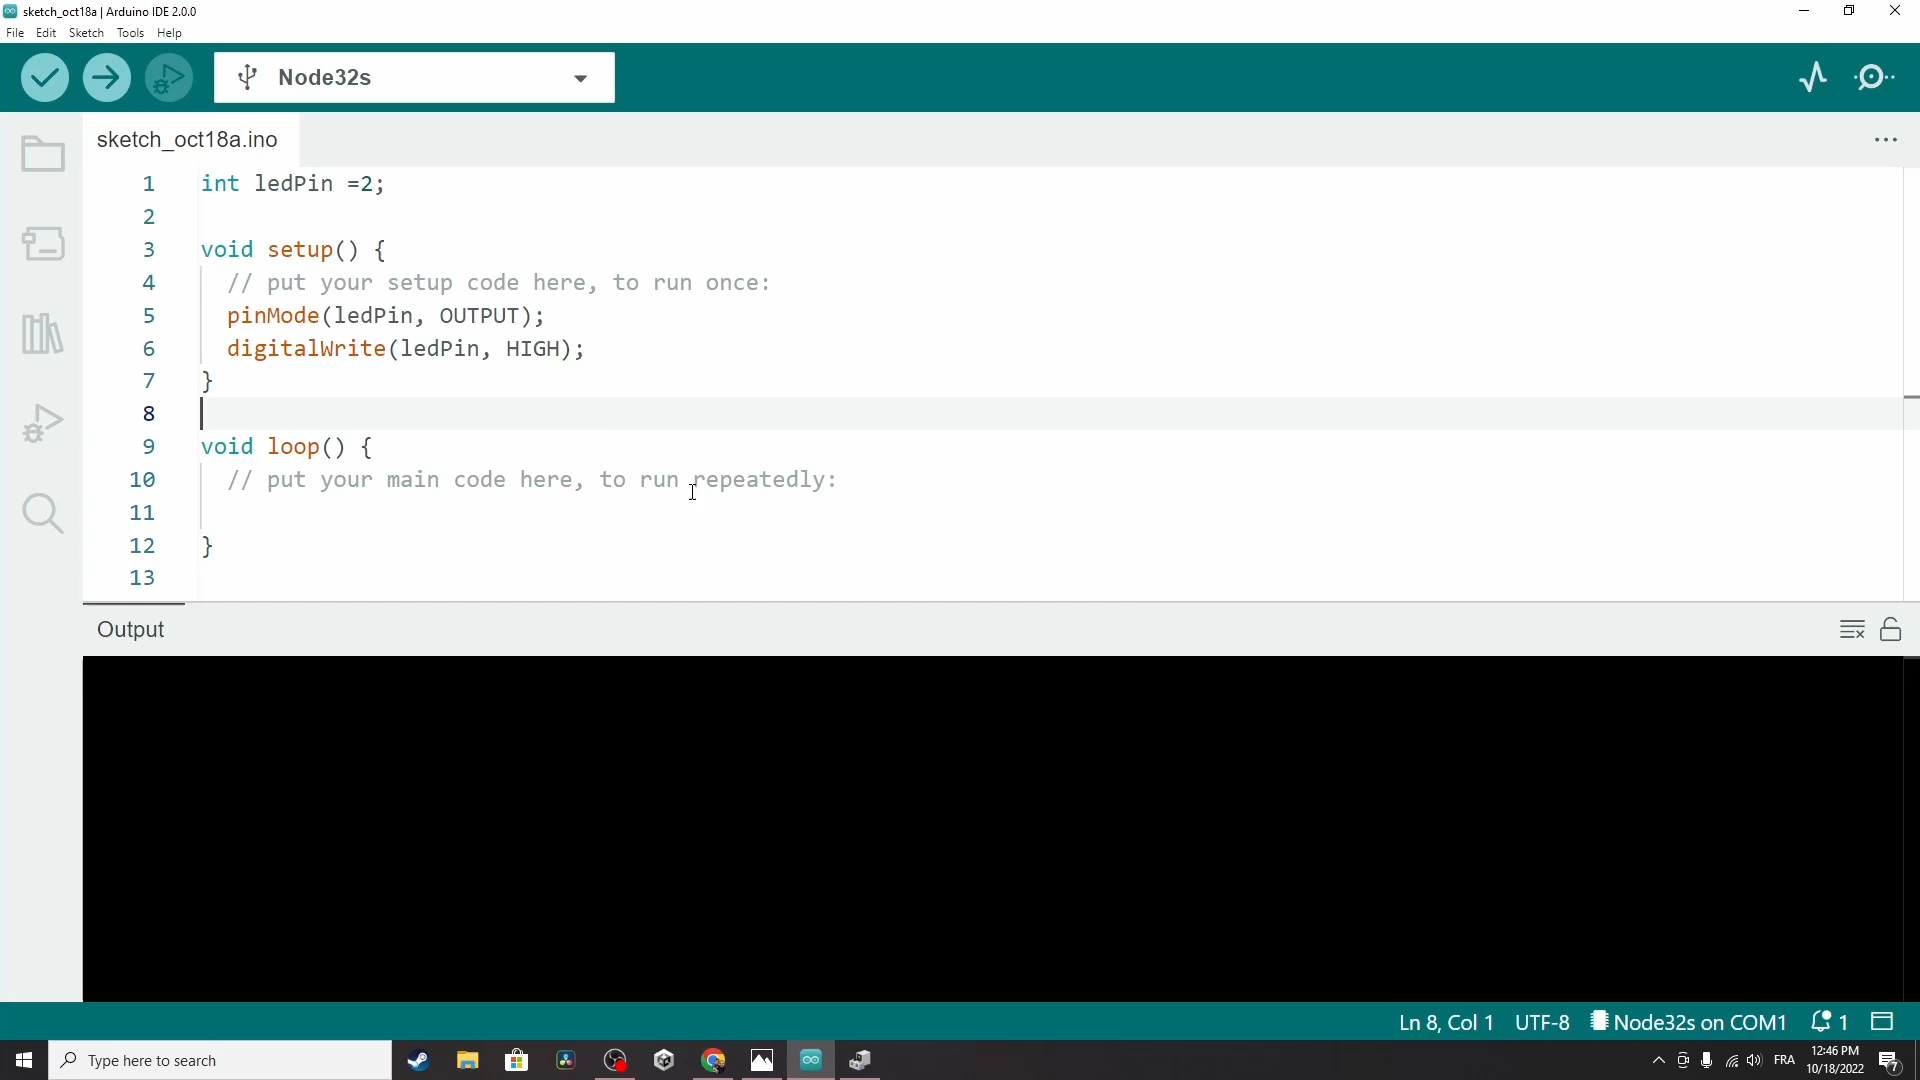 sketch_oct18a | Arduino IDE 2.0.0
File Edit Sketch Tools Help
Node32s
sketch_oct18a.ino
1 int ledPin =2;
2
3 void setup() {
4 // put your setup code here, to run once:
5 pinMode(ledPin, OUTPUT);
6 digitalWrite(ledPin, HIGH);
7 }
8
9 void loop() {
10 // put your main code here, to run repeatedly:
11
12 }
13
Output
Ln 8, Col 1 UTF-8 Node32s on COM1 1
Type here to search
FRA
12:46 PM
10/18/2022
7